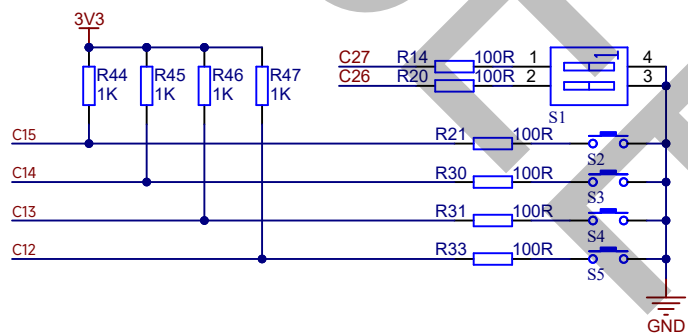 3V3
C27 R14 100R 1 4
C26 R20 100R 2 3
R44 R45 R46 R47
1K 1K 1K 1K
1
S1
C15 R21 100R
S2
C14 R30 100R
S3
C13 R31 100R
S4
C12 R33 100R
S5
GND